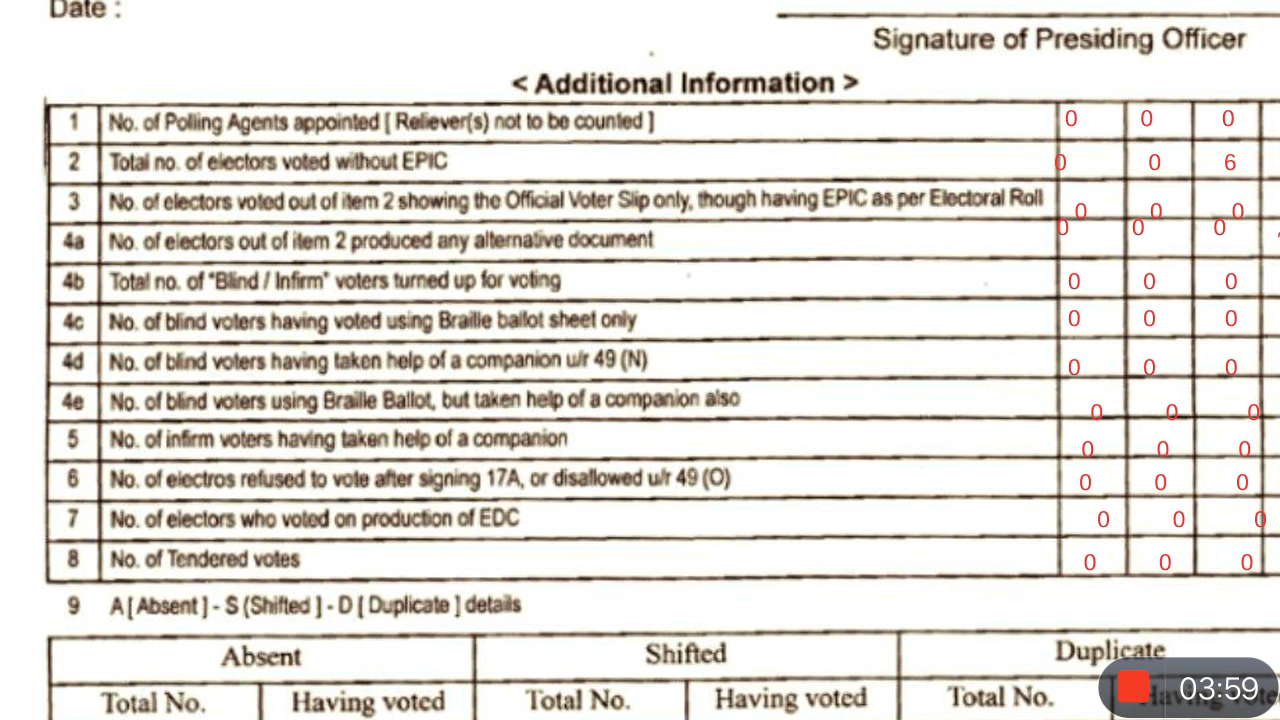 Date :
Signature of Presiding Officer
< Additional Information >
1 No. of Polling Agents appointed [ Reliever(s) not to be counted ] 0 0 0
2 Total no. of electors voted without EPIC 0 0 6
3 No. of electors voted out of item 2 showing the Official Voter Slip only, though having EPIC as per Electoral Roll 0 0 0
4a No. of electors out of item 2 produced any alternative document 0 0 0
4b Total no. of "Blind / Infirm" voters turned up for voting 0 0 0
4c No. of blind voters having voted using Braille ballot sheet only 0 0 0
4d No. of blind voters having taken help of a companion u/r 49 (N) 0 0 0
4e No. of blind voters using Braille Ballot, but taken help of a companion also 0 0 0
5 No. of infirm voters having taken help of a companion 0 0 0
6 No. of electros refused to vote after signing 17A, or disallowed u/r 49 (O) 0 0 0
7 No. of electors who voted on production of EDC 0 0 0
8 No. of Tendered votes 0 0 0
9 A [ Absent ] - S (Shifted ] - D [ Duplicate ] details
Absent Shifted Duplicate
Total No. Having voted Total No. Having voted Total No. Having
03:59